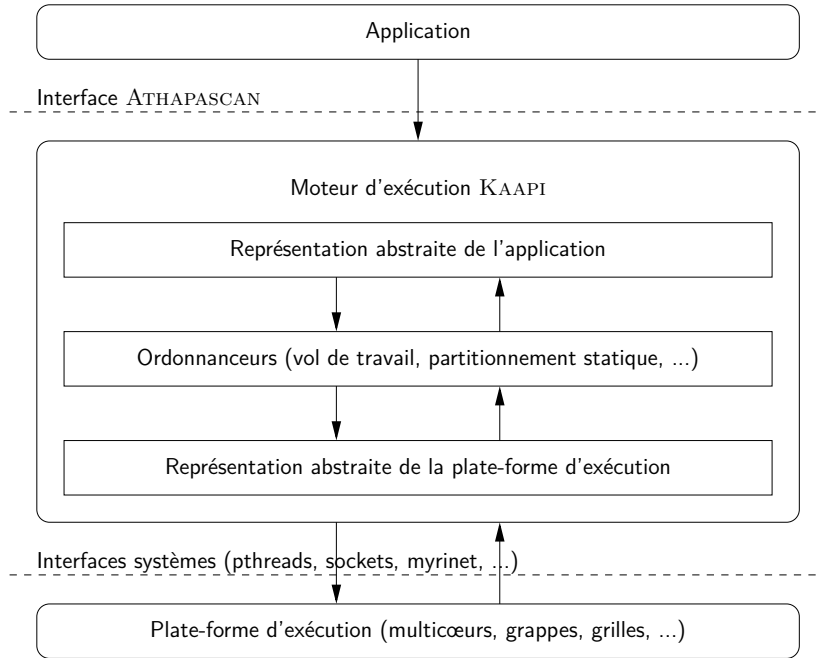 Application
Interface ATHAPASCAN
Moteur d'exécution KAAPI
Représentation abstraite de l'application
Ordonnanceurs (vol de travail, partitionnement statique, ...)
Représentation abstraite de la plate-forme d'exécution
Interfaces systèmes (pthreads, sockets, myrinet, ...)
Plate-forme d'exécution (multicœurs, grappes, grilles, ...)